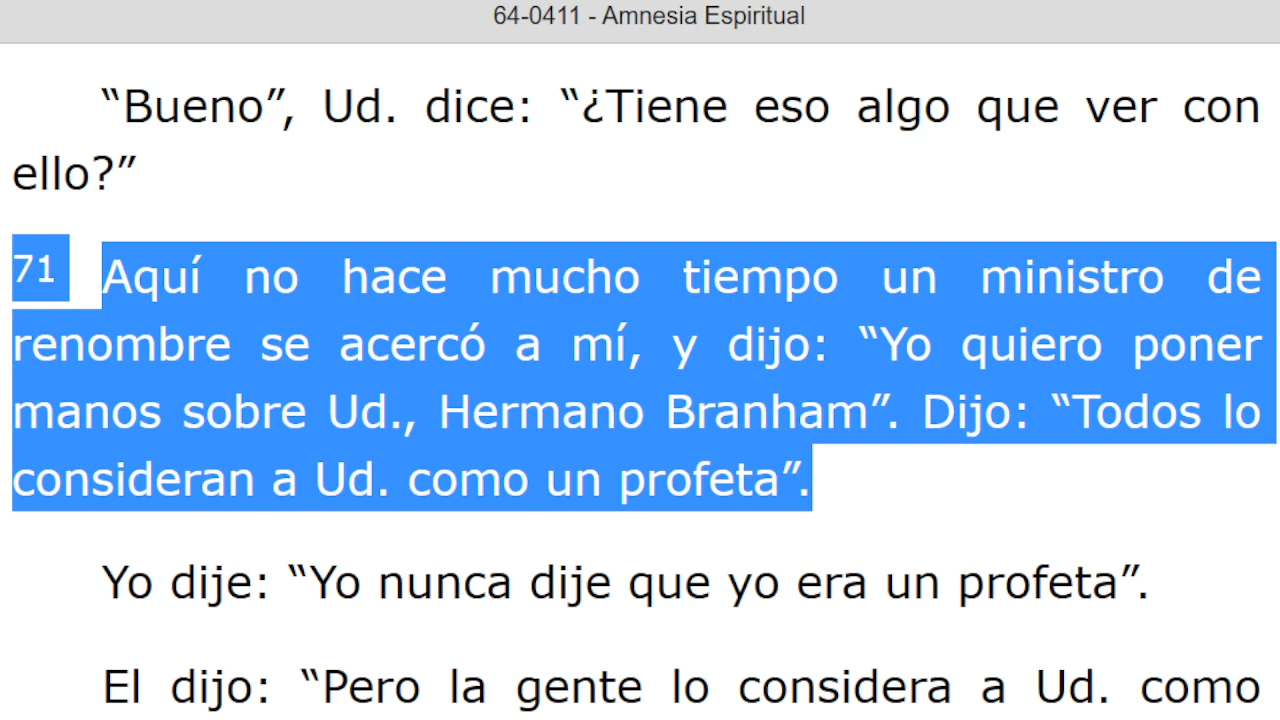 64-0411 - Amnesia Espiritual
“Bueno”, Ud. dice: “¿Tiene eso algo que ver con
ello?”
71 Aquí no hace mucho tiempo un ministro de
renombre se acercó a mí, y dijo: “Yo quiero poner
manos sobre Ud., Hermano Branham”. Dijo: “Todos lo
consideran a Ud. como un profeta”.
Yo dije: “Yo nunca dije que yo era un profeta”.
El dijo: “Pero la gente lo considera a Ud. como